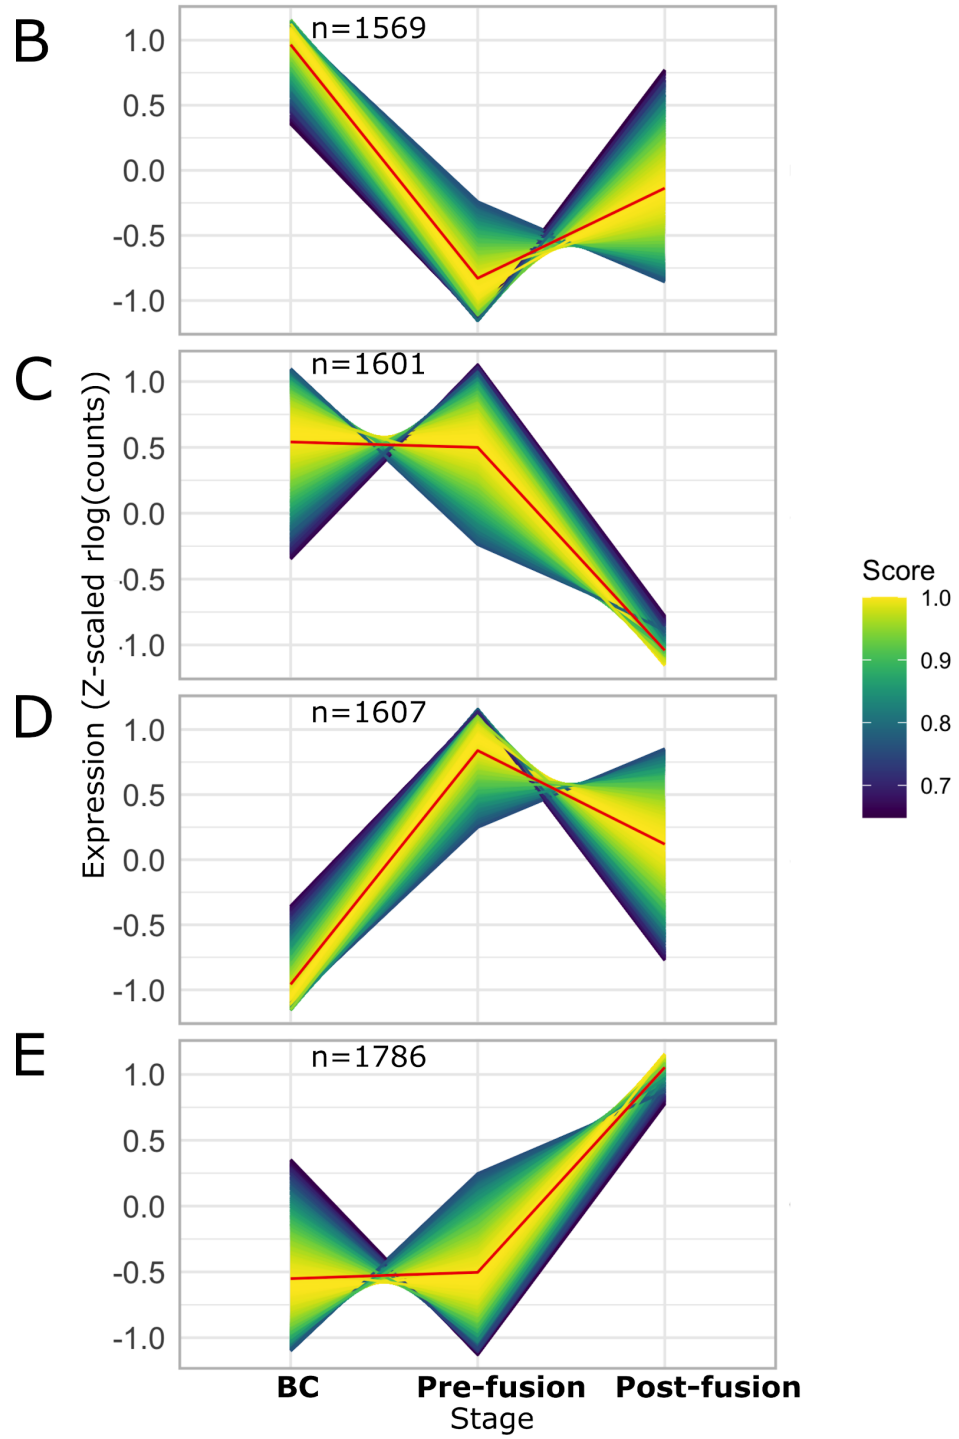 B
n=1569
1.0
0.5
0.0
-0.5
-1.0
C
n=1601
1.0
0.5
0.0
-0.5
-1.0
Expression (Z-scaled rlog(counts))
Score
1.0
0.9
0.8
0.7
D
n=1607
1.0
0.5
0.0
-0.5
-1.0
E
n=1786
1.0
0.5
0.0
-0.5
-1.0
BC Pre-fusion Post-fusion
Stage